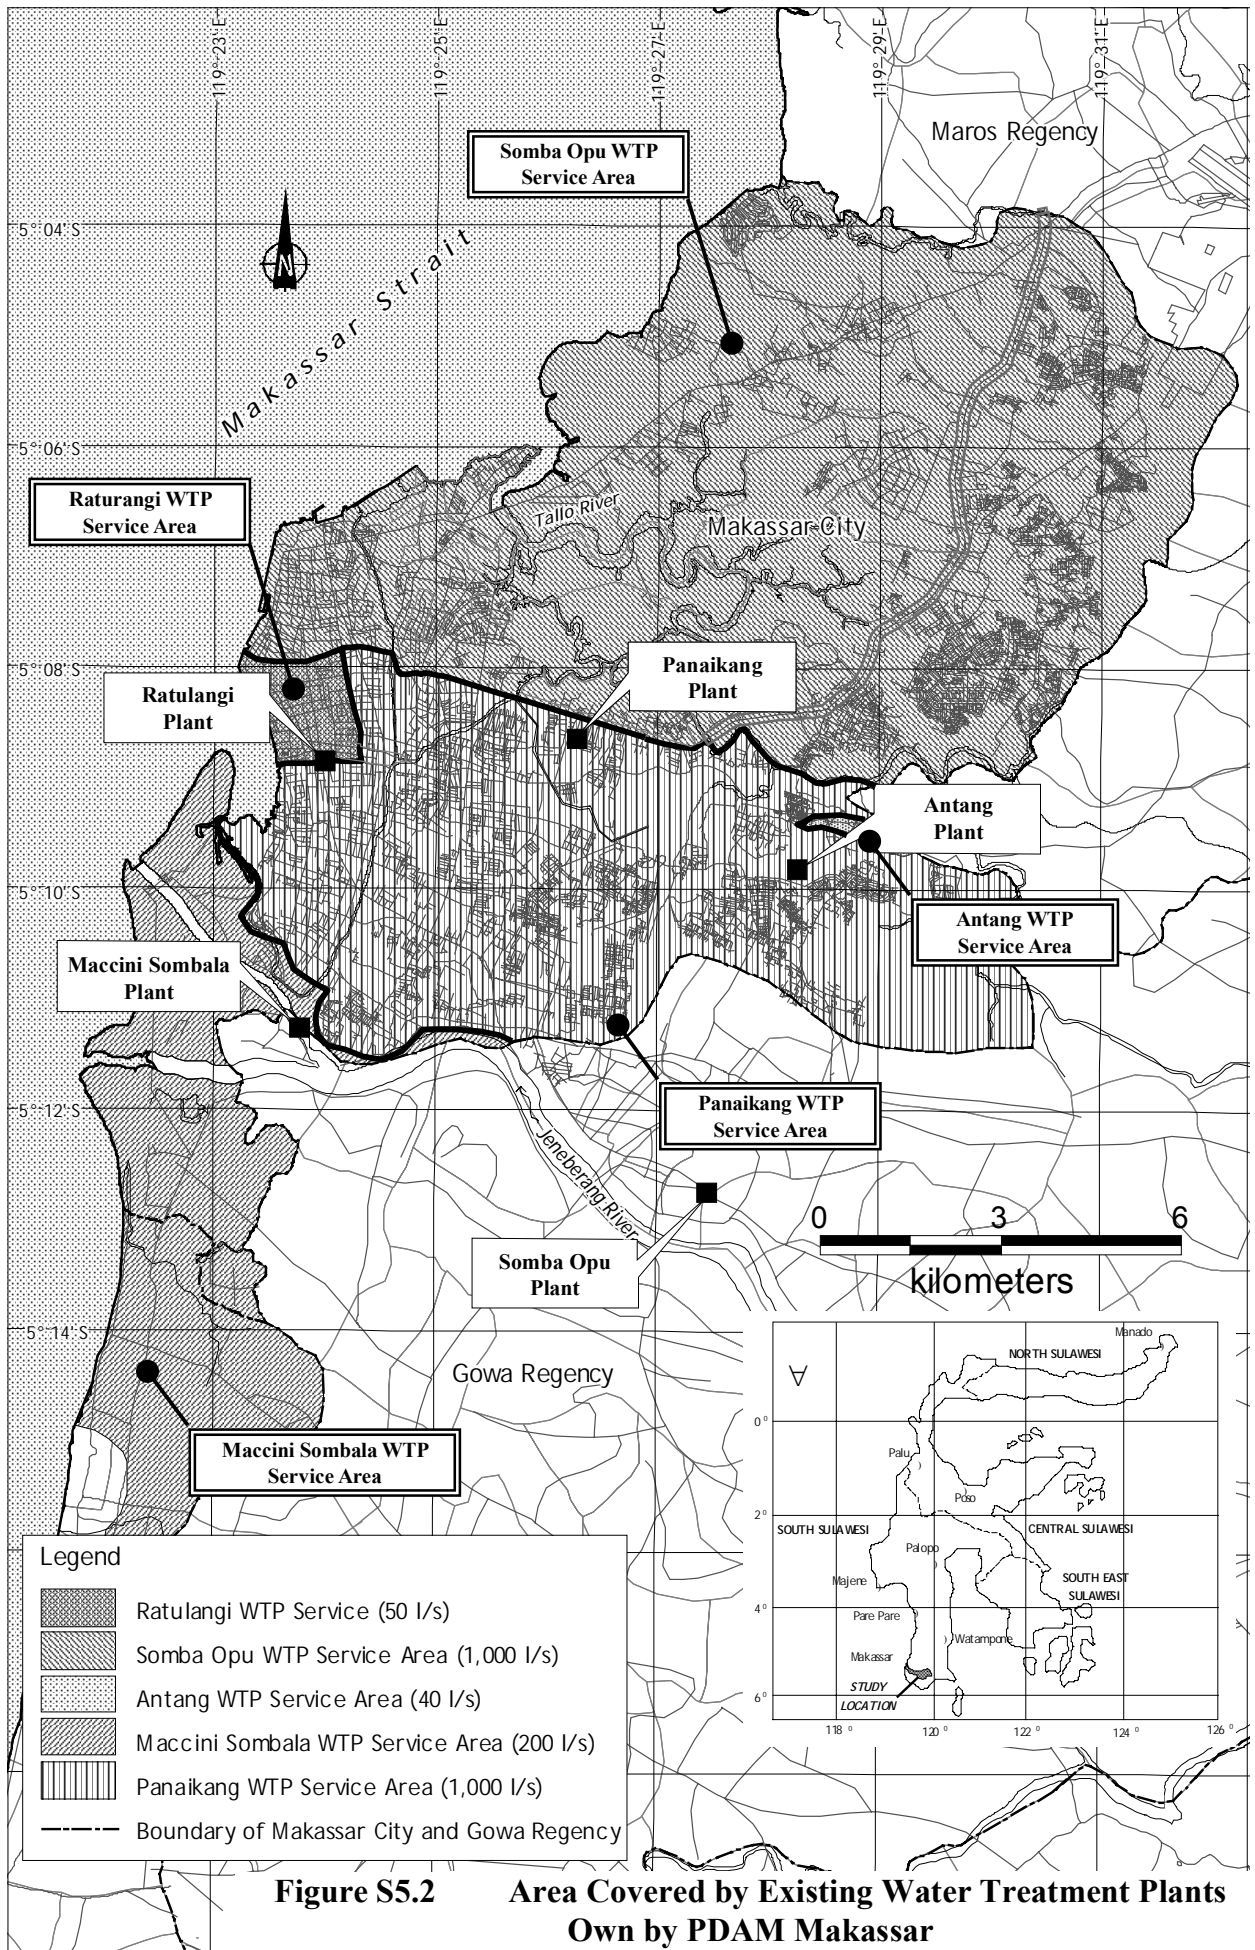 119°23' E
119°25' E
119°27' E
119°29' E
119°31' E
Maros Regency
Somba Opu WTP
Service Area
5°04' S
N
Makassar Strait
5°06' S
Raturangi WTP
Service Area
Tallo River
Makassar City
5°08' S
Panaikang
Plant
Ratulangi
Plant
Antang
Plant
5°10' S
Antang WTP
Service Area
Maccini Sombala
Plant
5°12' S
Panaikang WTP
Service Area
Jeneberang River
0 3 6
kilometers
Somba Opu
Plant
5°14' S
Gowa Regency
Maccini Sombala WTP
Service Area
Manado
NORTH SULAWESI
0°
Palu
Poso
2°
SOUTH SULAWESI
CENTRAL SULAWESI
Palopo
SOUTH EAST
SULAWESI
Majene
4°
Pare Pare
Watampone
Makassar
STUDY
LOCATION
6°
118° 120° 122° 124° 126°
Legend
Ratulangi WTP Service (50 l/s)
Somba Opu WTP Service Area (1,000 l/s)
Antang WTP Service Area (40 l/s)
Maccini Sombala WTP Service Area (200 l/s)
Panaikang WTP Service Area (1,000 l/s)
Boundary of Makassar City and Gowa Regency
Figure S5.2 Area Covered by Existing Water Treatment Plants
Own by PDAM Makassar